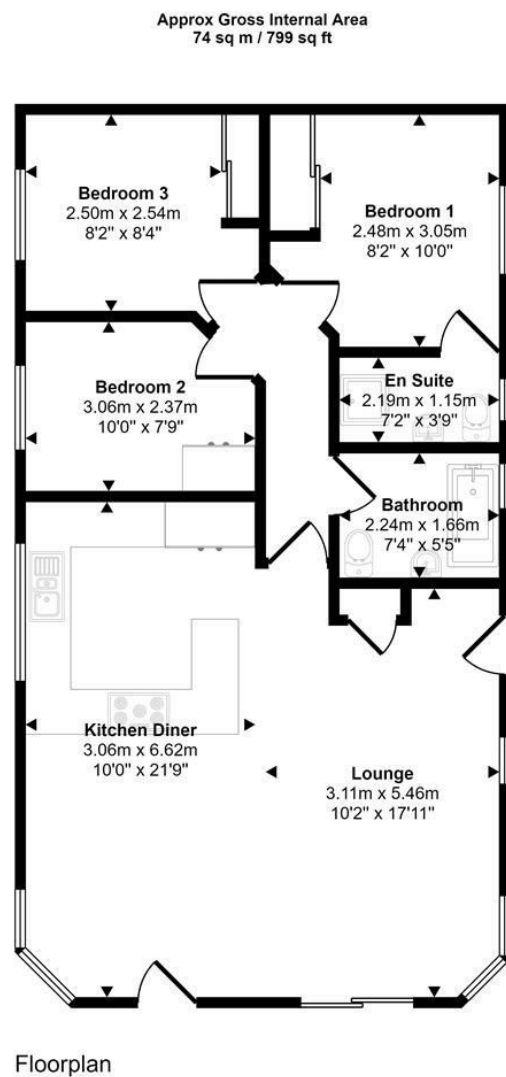 Approx Gross Internal Area
74 sq m / 799 sq ft
Bedroom 3
2.50m x 2.54m
8'2" x 8'4"
Bedroom 1
2.48m x 3.05m
8'2" x 10'0"
Bedroom 2
3.06m x 2.37m
10'0" x 7'9"
En Suite
2.19m x 1.15m
7'2" x 3'9"
Bathroom
2.24m x 1.66m
7'4" x 5'5"
Kitchen Diner
3.06m x 6.62m
10'0" x 21'9"
Lounge
3.11m x 5.46m
10'2" x 17'11"
Floorplan